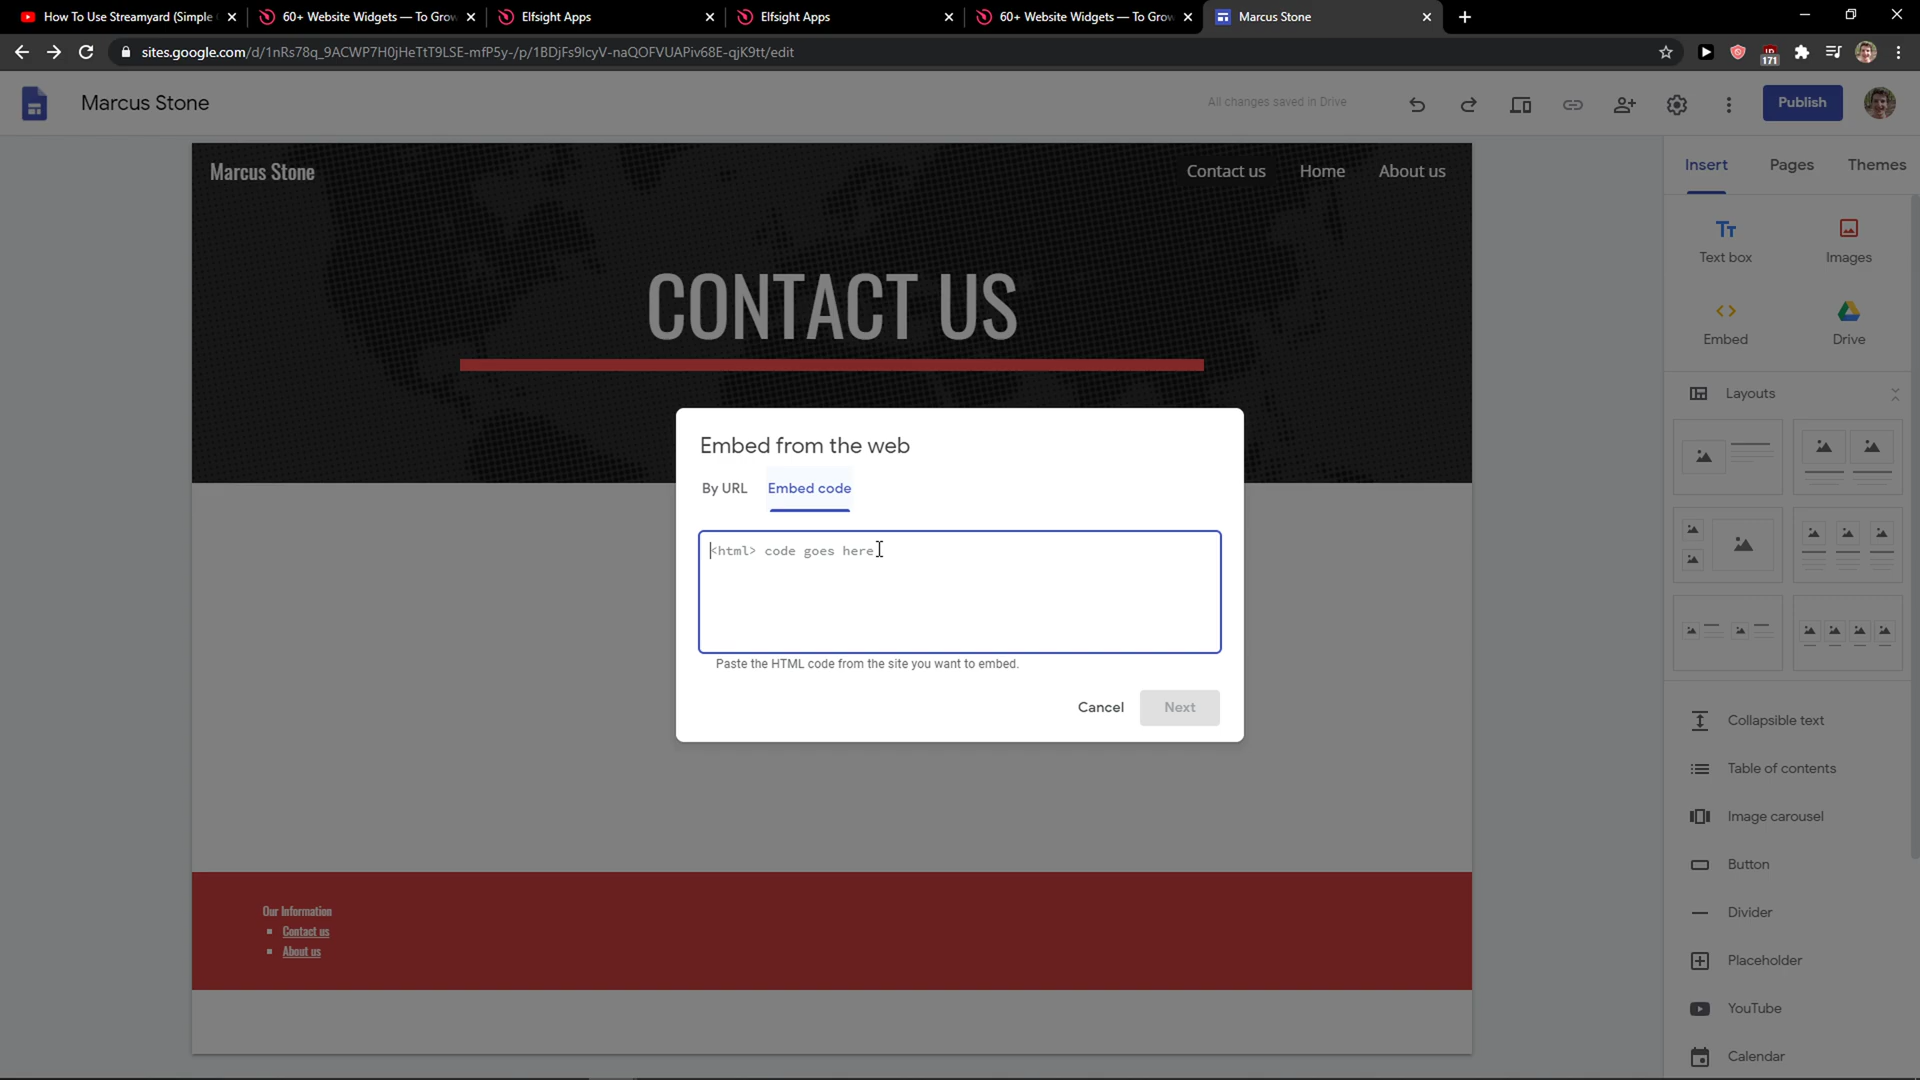 How To Use Streamyard (Simple
60+ Website Widgets — To Grow
Elfsight Apps
Elfsight Apps
60+ Website Widgets — To Grow
Marcus Stone
sites.google.com/d/1nRs78q_9ACWP7H0jHeTtT9LSE-mfP5y-/p/1BDjFs9lcyV-naQOFVUAPiv68E-qjK9tt/edit
171
Marcus Stone
All changes saved in Drive
Publish
Marcus Stone
Contact us
Home
About us
Insert
Pages
Themes
CONTACT US
Text box
Images
Embed
Drive
Layouts
Embed from the web
By URL
Embed code
<html> code goes here
Paste the HTML code from the site you want to embed.
Cancel
Next
Collapsible text
Table of contents
Image carousel
Button
Divider
Placeholder
YouTube
Calendar
Our Information
Contact us
About us